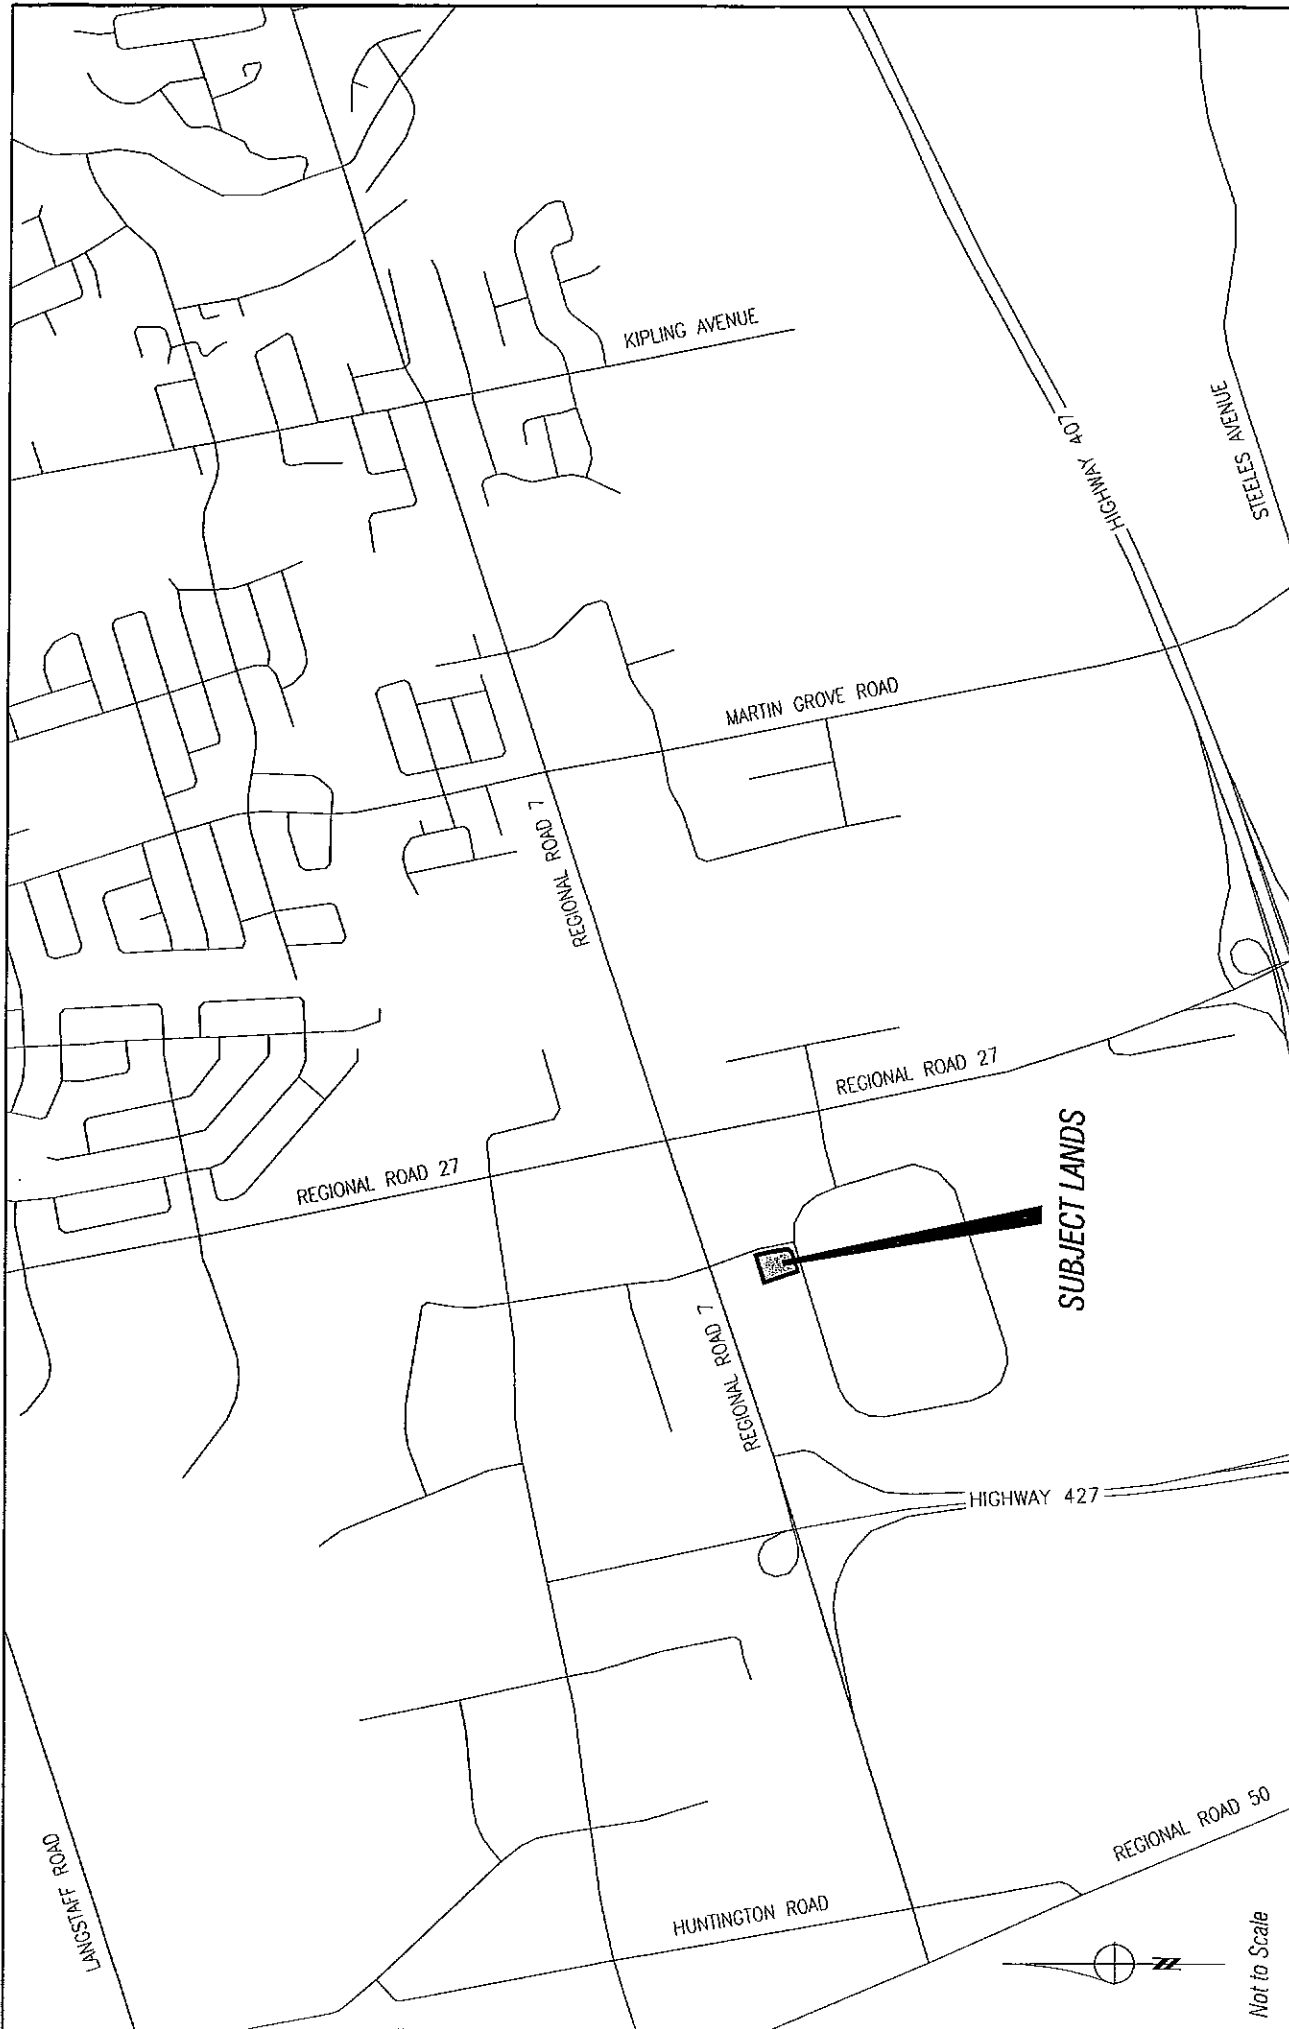 KIPLING AVENUE
HIGHWAY 407
STEELES AVENUE
MARTIN GROVE ROAD
REGIONAL ROAD 7
REGIONAL ROAD 27
REGIONAL ROAD 27
SUBJECT LANDS
REGIONAL ROAD 7
HIGHWAY 427
LANGSTAFF ROAD
REGIONAL ROAD 50
HUNTINGTON ROAD
N
Not to Scale